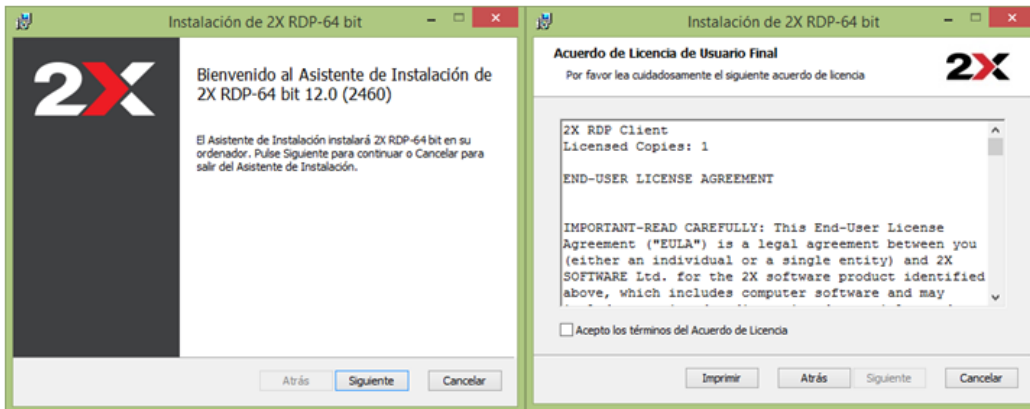 Instalación de 2X RDP-64 bit
2X
Bienvenido al Asistente de Instalación de
2X RDP-64 bit 12.0 (2460)
El Asistente de Instalación instalará 2X RDP-64 bit en su
ordenador. Pulse Siguiente para continuar o Cancelar para
salir del Asistente de Instalación.
Atrás
Siguiente
Cancelar
Instalación de 2X RDP-64 bit
Acuerdo de Licencia de Usuario Final
Por favor lea cuidadosamente el siguiente acuerdo de licencia
2X
2X RDP Client
Licensed Copies: 1
END-USER LICENSE AGREEMENT
IMPORTANT-READ CAREFULLY: This End-User License
Agreement ("EULA") is a legal agreement between you
(either an individual or a single entity) and 2X
SOFTWARE Ltd. for the 2X software product identified
above, which includes computer software and may
Acepto los términos del Acuerdo de Licencia
Imprimir
Atrás
Siguiente
Cancelar